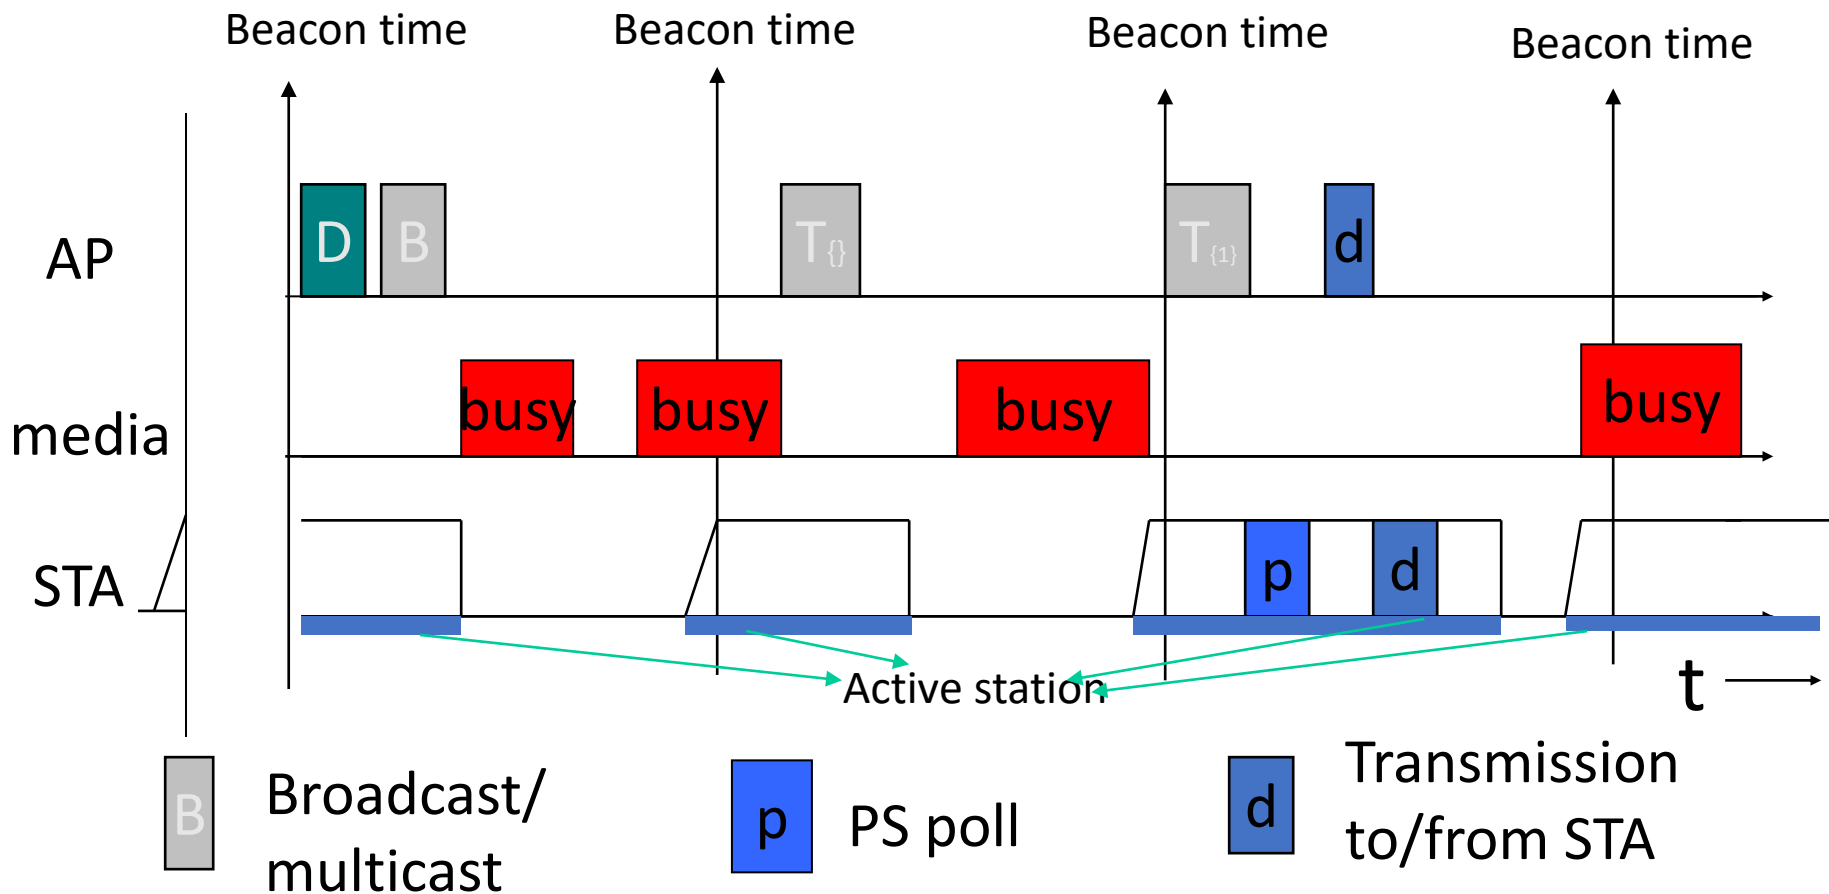 Beacon time
Beacon time
Beacon time
Beacon time
AP
D
B
T{}
T{1}
d
media
busy
busy
busy
busy
STA
p
d
Active station
t
B
Broadcast/
multicast
p
PS poll
d
Transmission
to/from STA